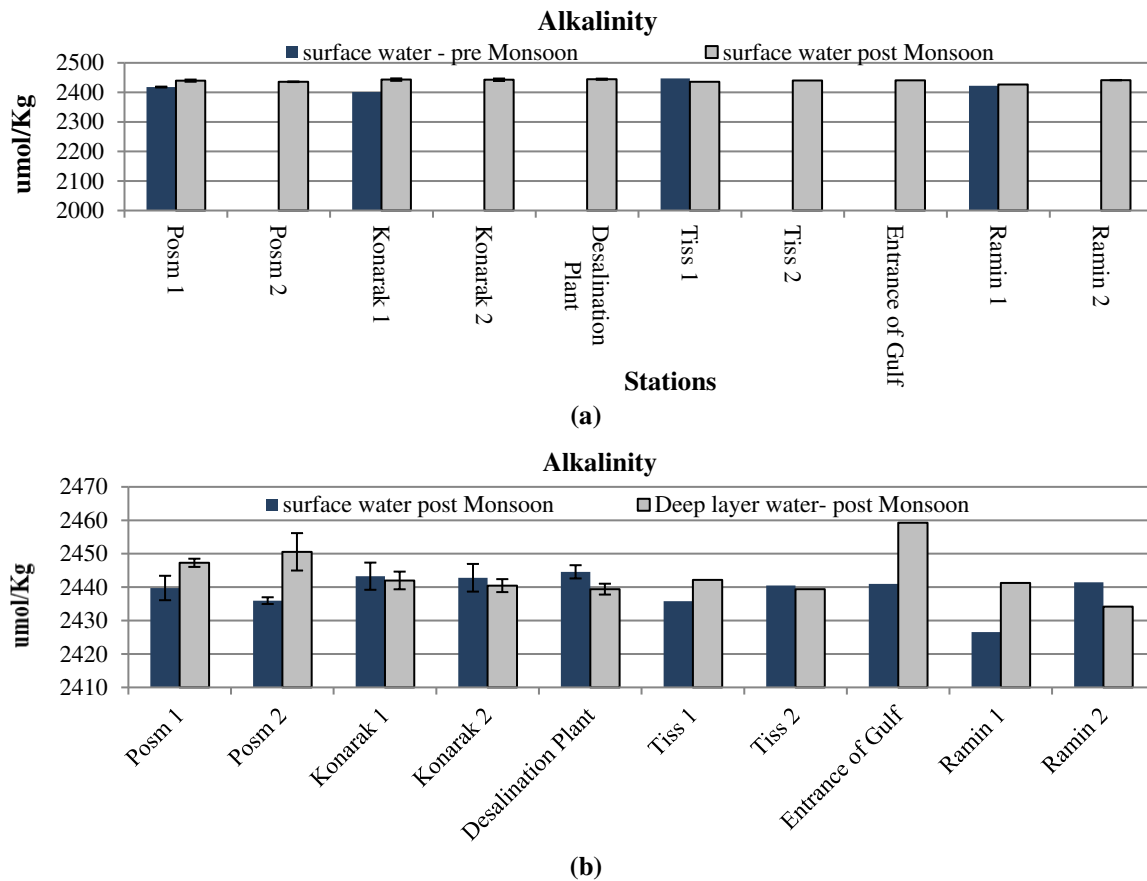 Alkalinity
surface water - pre Monsoon
surface water post Monsoon
umol/Kg
2500
2400
2300
2200
2100
2000
Posm 1
Posm 2
Konarak 1
Konarak 2
Desalination
Plant
Tiss 1
Tiss 2
Entrance of Gulf
Ramin 1
Ramin 2
Stations
(a)
Alkalinity
surface water post Monsoon
Deep layer water- post Monsoon
umol/Kg
2470
2460
2450
2440
2430
2420
2410
Posm 1
Posm 2
Konarak 1
Konarak 2
Desalination Plant
Tiss 1
Tiss 2
Entrance of Gulf
Ramin 1
Ramin 2
(b)